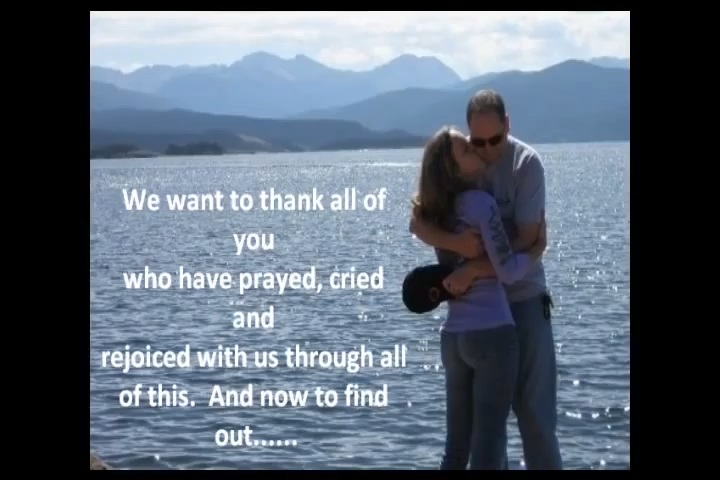 We want to thank all of
you
who have prayed, cried
and
rejoiced with us through all
of this.  And now to find
out......